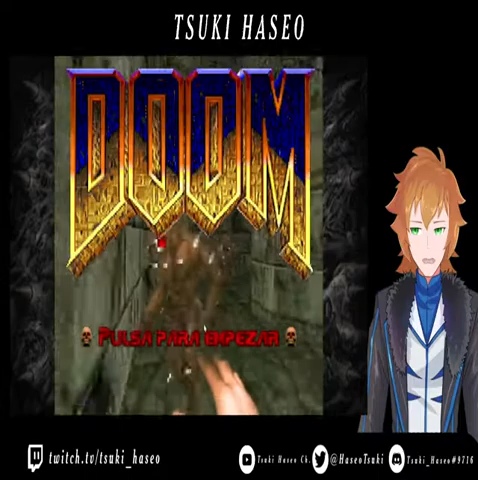 TSUKI HASEO
DOOM
PULSA PARA EMPEZAR
twitch.tv/tsuki_haseo
Tsuki Haseo Ch.
@HaseoTsuki
Tsuki_Haseo#9716